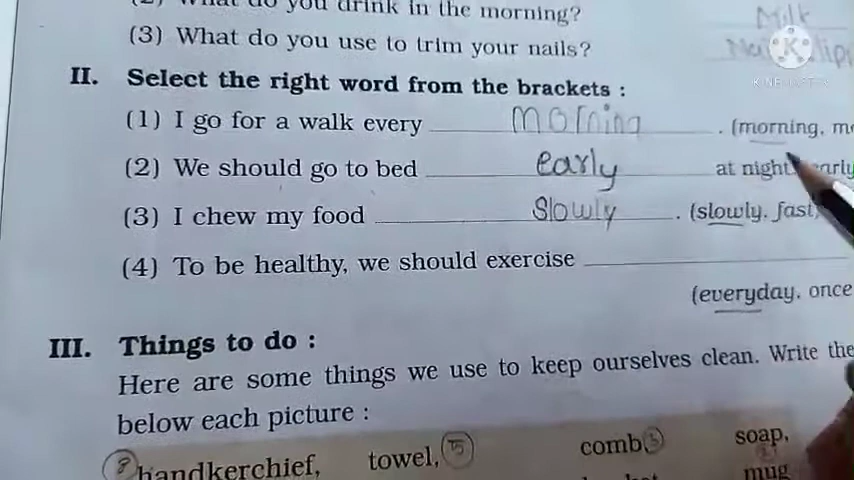 do you drink in the morning?
Milk
(3) What do you use to trim your nails?
II. Select the right word from the brackets :
(1) I go for a walk every morning . (morning,
(2) We should go to bed early at night.
(3) I chew my food slowly . (slowly, fast)
(4) To be healthy, we should exercise
(everyday, once
III. Things to do :
Here are some things we use to keep ourselves clean. Write the
below each picture :
handkerchief, towel, 5 comb 3 soap,
mug